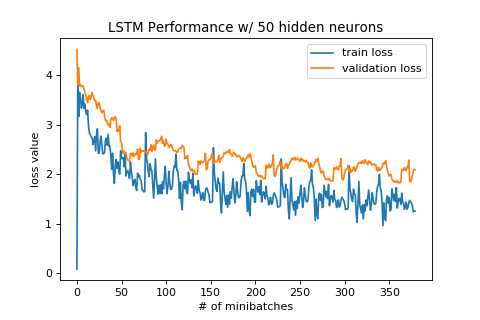 LSTM Performance w/ 50 hidden neurons
train loss
validation loss
loss value
4
3
2
1
0
0 50 100 150 200 250 300 350
# of minibatches